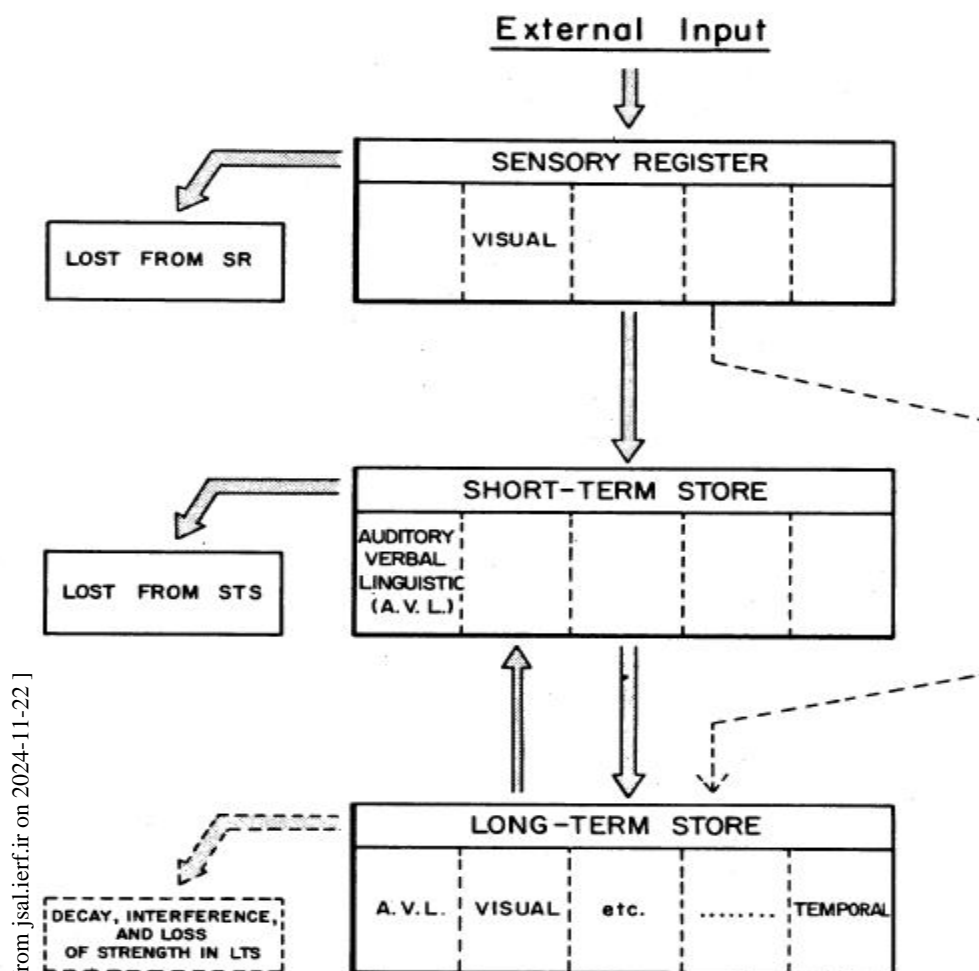 External Input
SENSORY REGISTER
VISUAL
LOST FROM SR
SHORT-TERM STORE
AUDITORY
VERBAL
LINGUISTIC
(A. V. L.)
LOST FROM STS
LONG-TERM STORE
A.V.L.
VISUAL
etc.
........
TEMPORAL
DECAY, INTERFERENCE,
AND LOSS
OF STRENGTH IN LTS
from jsal.ierf.ir on 2024-11-22 ]